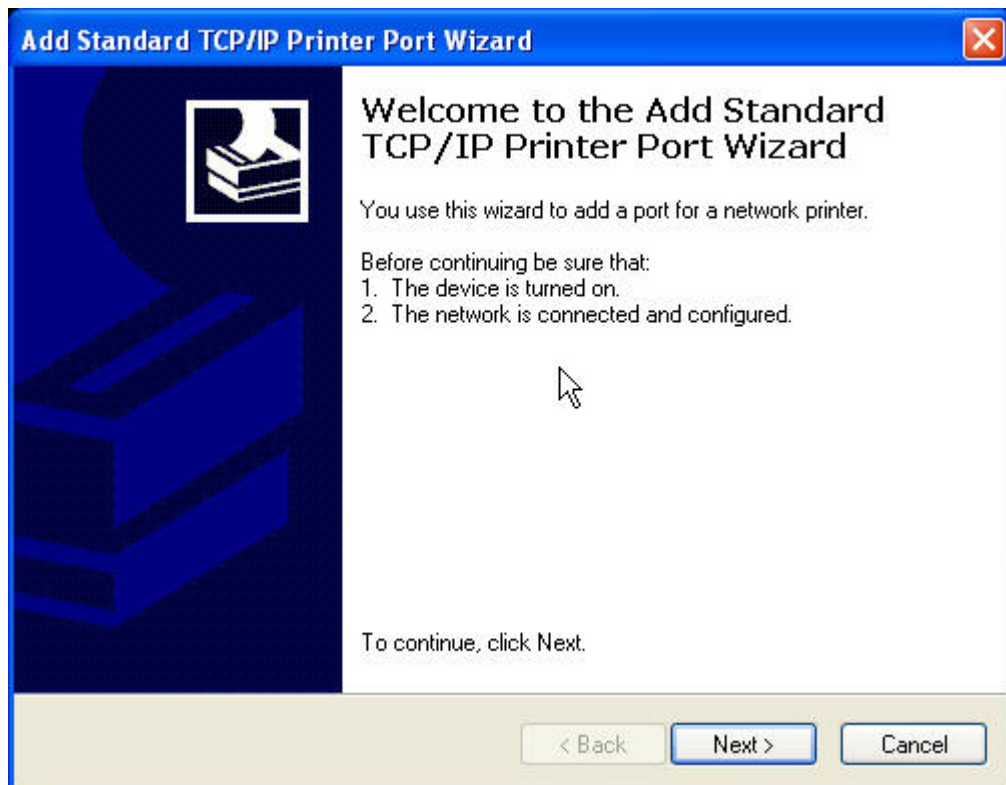 Add Standard TCP/IP Printer Port Wizard
Welcome to the Add Standard
TCP/IP Printer Port Wizard
You use this wizard to add a port for a network printer.
Before continuing be sure that:
1. The device is turned on.
2. The network is connected and configured.
To continue, click Next.
< Back
Next >
Cancel